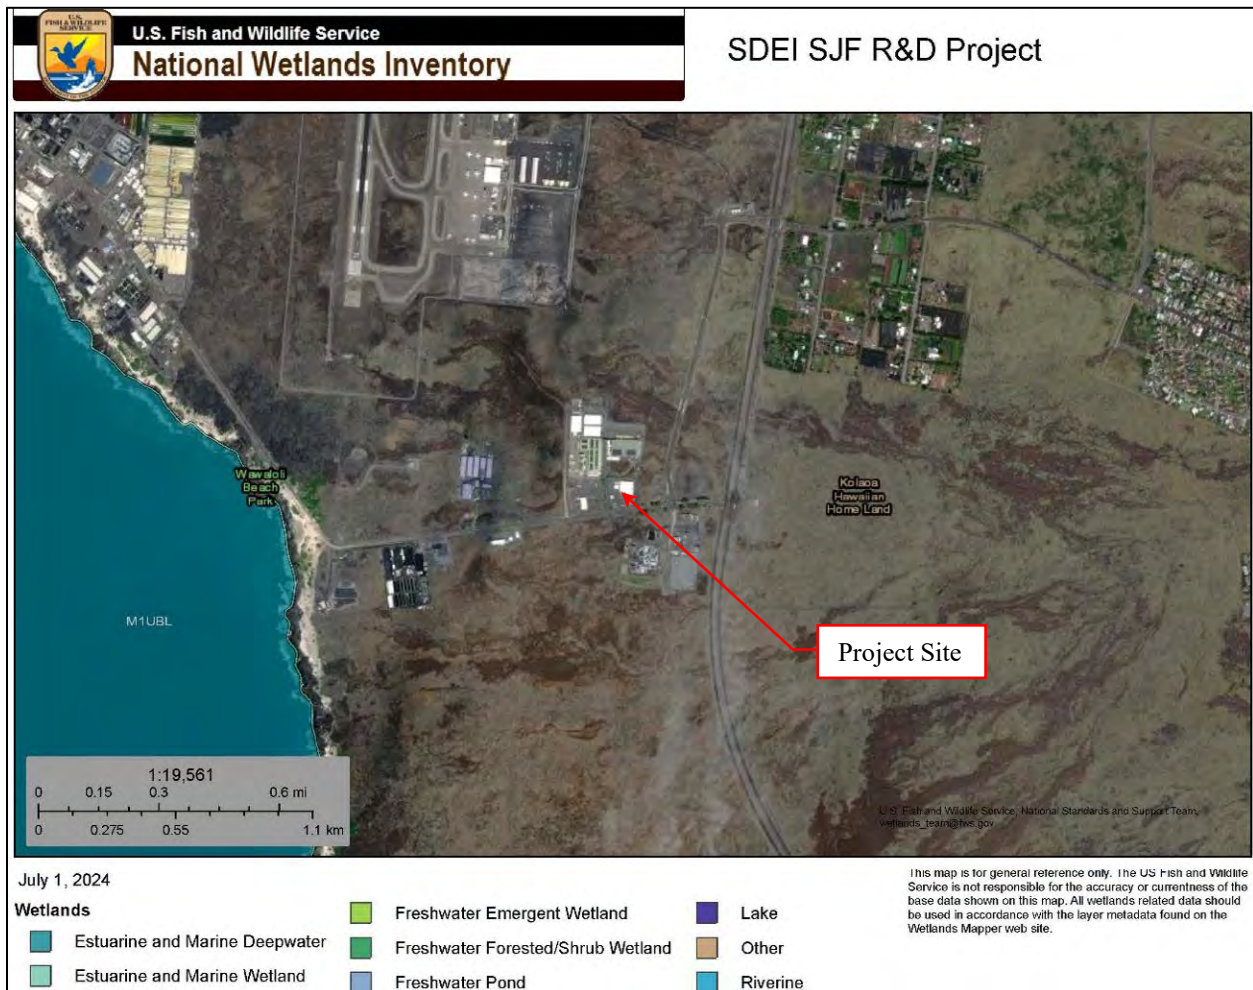 U.S.
FISH & WILDLIFE
SERVICE
U.S. Fish and Wildlife Service
National Wetlands Inventory
SDEI SJF R&D Project
Wawaloli
Beach
Park
Kalaoa
Hawaiian
Home Land
M1UBL
Project Site
1:19,561
0 0.15 0.3 0.6 mi
0 0.275 0.55 1.1 km
U.S. Fish and Wildlife Service, National Standards and Support Team,
wetlands_team@fws.gov
July 1, 2024
Wetlands
Estuarine and Marine Deepwater
Estuarine and Marine Wetland
Freshwater Emergent Wetland
Freshwater Forested/Shrub Wetland
Freshwater Pond
Lake
Other
Riverine
This map is for general reference only. The US Fish and Wildlife
Service is not responsible for the accuracy or currentness of the
base data shown on this map. All wetlands related data should
be used in accordance with the layer metadata found on the
Wetlands Mapper web site.